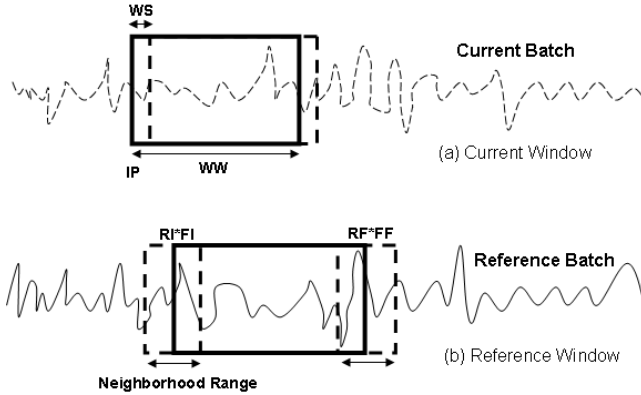 WS
Current Batch
IP
WW
(a) Current Window
RI*FI
RF*FF
Reference Batch
(b) Reference Window
Neighborhood Range